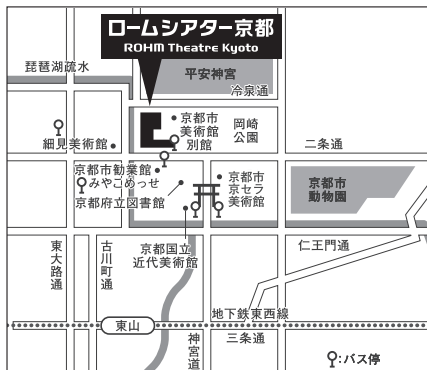 ロームシアター京都
ROHM Theatre Kyoto
琵琶湖疏水
平安神宮
冷泉通
京都市
美術館
別館
岡崎
公園
細見美術館
二条通
京都市勧業館
みやこめっせ
京都府立図書館
京都市
京セラ
美術館
京都市
動物園
京都国立
近代美術館
仁王門通
東大路通
古川町通
地下鉄東西線
東山
三条通
神宮道
:バス停